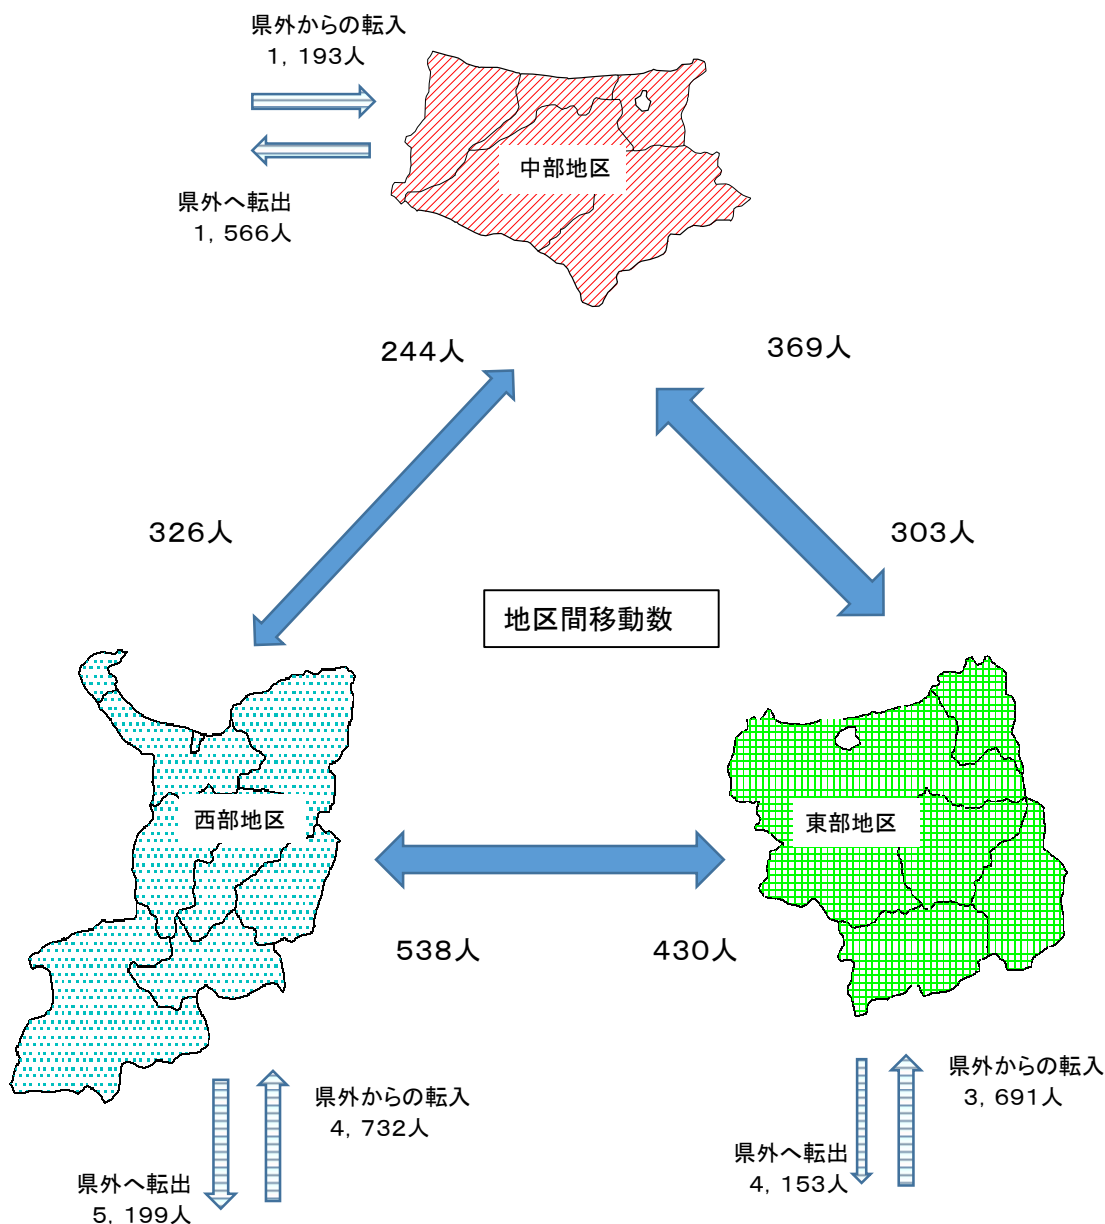 県外からの転入
1, 193人
県外へ転出
1, 566人
中部地区
244人
369人
326人
303人
地区間移動数
西部地区
東部地区
538人
430人
県外からの転入
4, 732人
県外へ転出
5, 199人
県外からの転入
3, 691人
県外へ転出
4, 153人